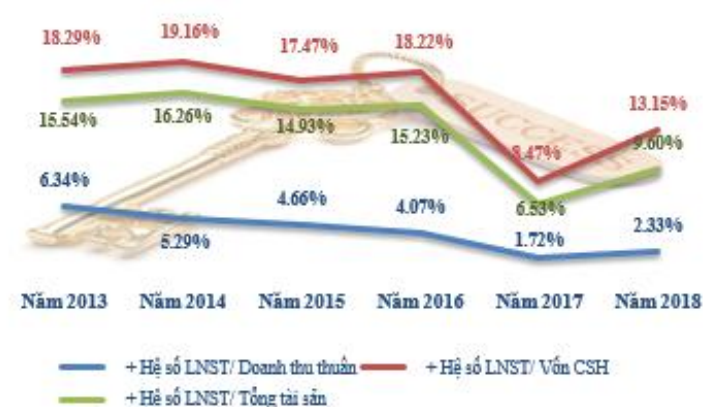 18.29% 19.16% 17.47% 18.22%
15.54% 16.26% 14.93% 15.23% 8.47% 13.15%
SUCCESS
6.34% 5.29% 4.66% 4.07% 6.53% 9.60%
1.72% 2.33%
Năm 2013 Năm 2014 Năm 2015 Năm 2016 Năm 2017 Năm 2018
+ Hệ số LNST/ Doanh thu thuần + Hệ số LNST/ Vốn CSH
+ Hệ số LNST/ Tổng tài sản